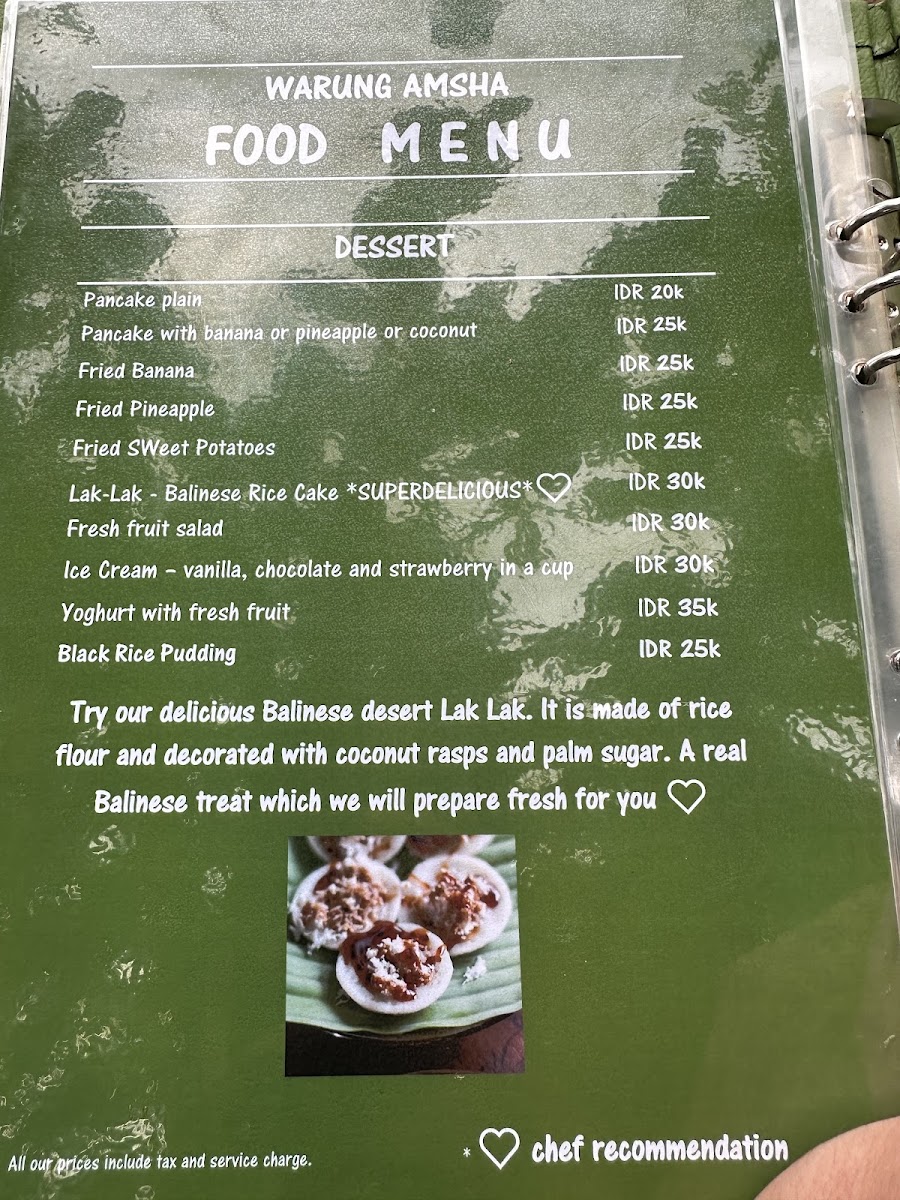 WARUNG AMSHA
FOOD MENU
DESSERT
Pancake plain IDR 20k
Pancake with banana or pineapple or coconut IDR 25k
Fried Banana IDR 25k
Fried Pineapple IDR 25k
Fried SWeet Potatoes IDR 25k
Lak-Lak - Balinese Rice Cake *SUPERDELICIOUS*♡ IDR 30k
Fresh fruit salad IDR 30k
Ice Cream – vanilla, chocolate and strawberry in a cup IDR 30k
Yoghurt with fresh fruit IDR 35k
Black Rice Pudding IDR 25k
Try our delicious Balinese desert Lak Lak. It is made of rice
flour and decorated with coconut rasps and palm sugar. A real
Balinese treat which we will prepare fresh for you ♡
All our prices include tax and service charge.
* ♡ chef recommendation